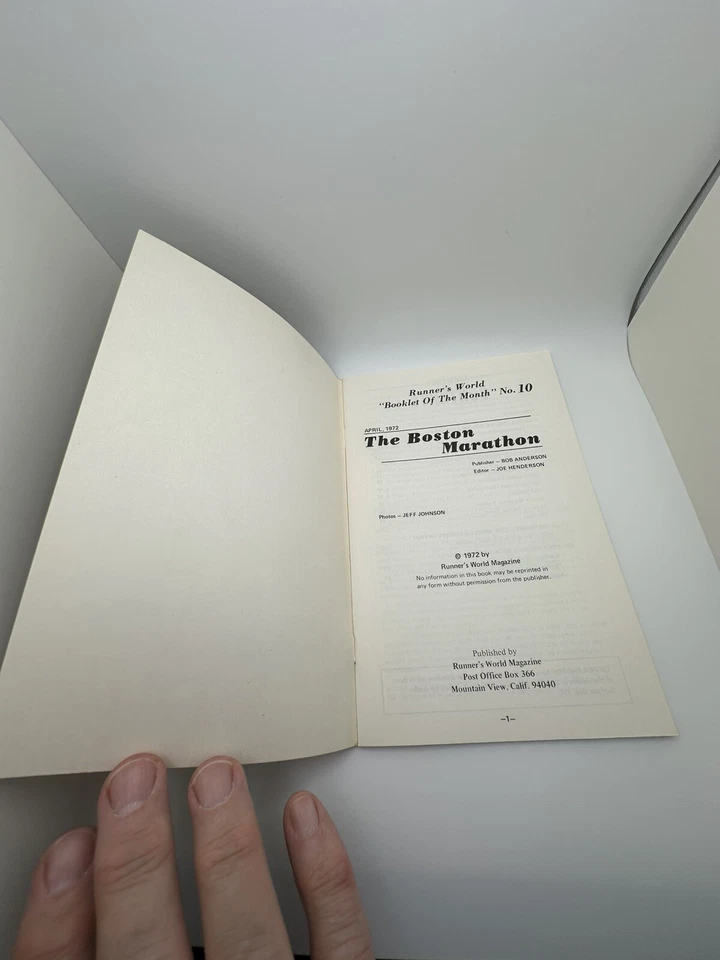 Runner's World
"Booklet Of The Month" No. 10
APRIL, 1972
The Boston
Marathon
Publisher — BOB ANDERSON
Editor — JOE HENDERSON
Photos — JEFF JOHNSON
© 1972 by
Runner's World Magazine
No information in this book may be reprinted in
any form without permission from the publisher.
Published by
Runner's World Magazine
Post Office Box 366
Mountain View, Calif. 94040
—1—